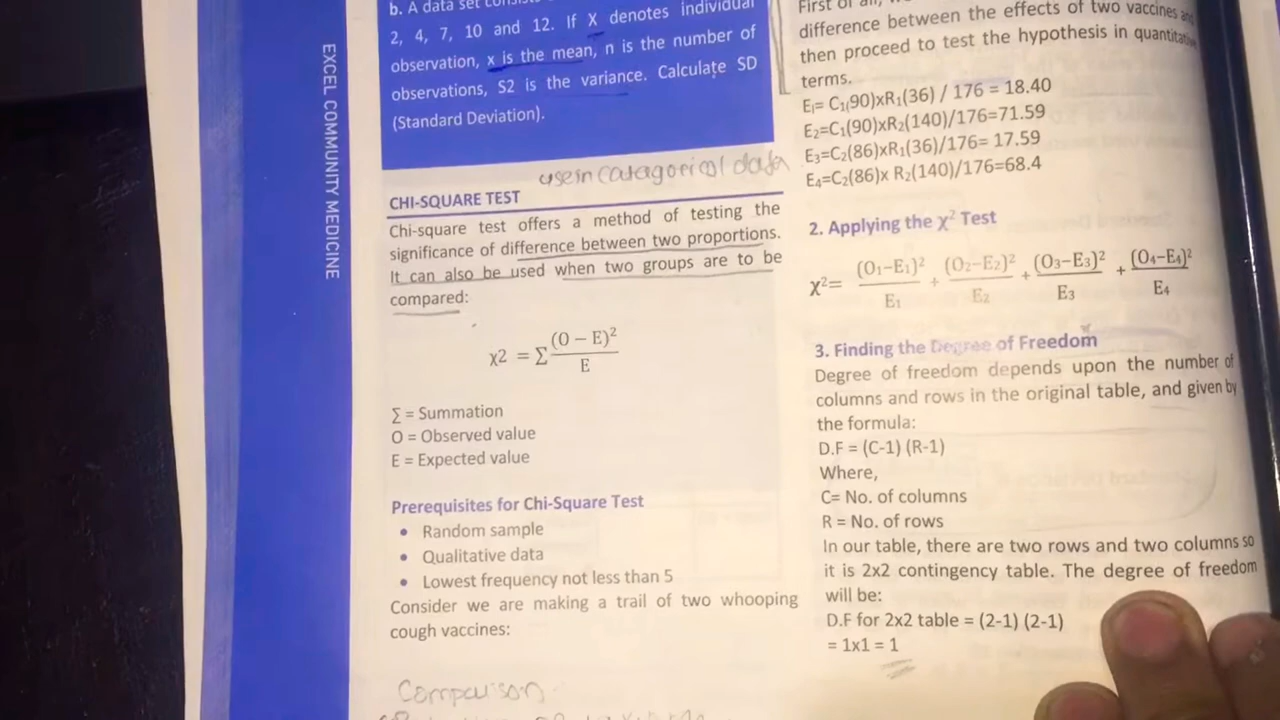 EXCEL COMMUNITY MEDICINE
b. A data set consists
2, 4, 7, 10 and 12. If X denotes individual
observation, x is the mean, n is the number of
observations, S2 is the variance. Calculate SD
(Standard Deviation).
use in Catagorical data
CHI-SQUARE TEST
Chi-square test offers a method of testing the
significance of difference between two proportions.
It can also be used when two groups are to be
compared:
χ2 = Σ (O − E)² / E
Σ = Summation
O = Observed value
E = Expected value
Prerequisites for Chi-Square Test
• Random sample
• Qualitative data
• Lowest frequency not less than 5
Consider we are making a trail of two whooping
cough vaccines:
Comparison
First of all,
difference between the effects of two vaccines and
then proceed to test the hypothesis in quantitative
terms.
E₁= C₁(90)xR₁(36) / 176 = 18.40
E₂=C₁(90)xR₂(140)/176=71.59
E₃=C₂(86)xR₁(36)/176= 17.59
E₄=C₂(86)x R₂(140)/176=68.4
2. Applying the χ² Test
χ²= (O₁−E₁)²/E₁ + (O₂−E₂)²/E₂ + (O₃−E₃)²/E₃ + (O₄−E₄)²/E₄
3. Finding the Degree of Freedom
Degree of freedom depends upon the number of
columns and rows in the original table, and given by
the formula:
D.F = (C-1) (R-1)
Where,
C= No. of columns
R = No. of rows
In our table, there are two rows and two columns so
it is 2x2 contingency table. The degree of freedom
will be:
D.F for 2x2 table = (2-1) (2-1)
= 1x1 = 1